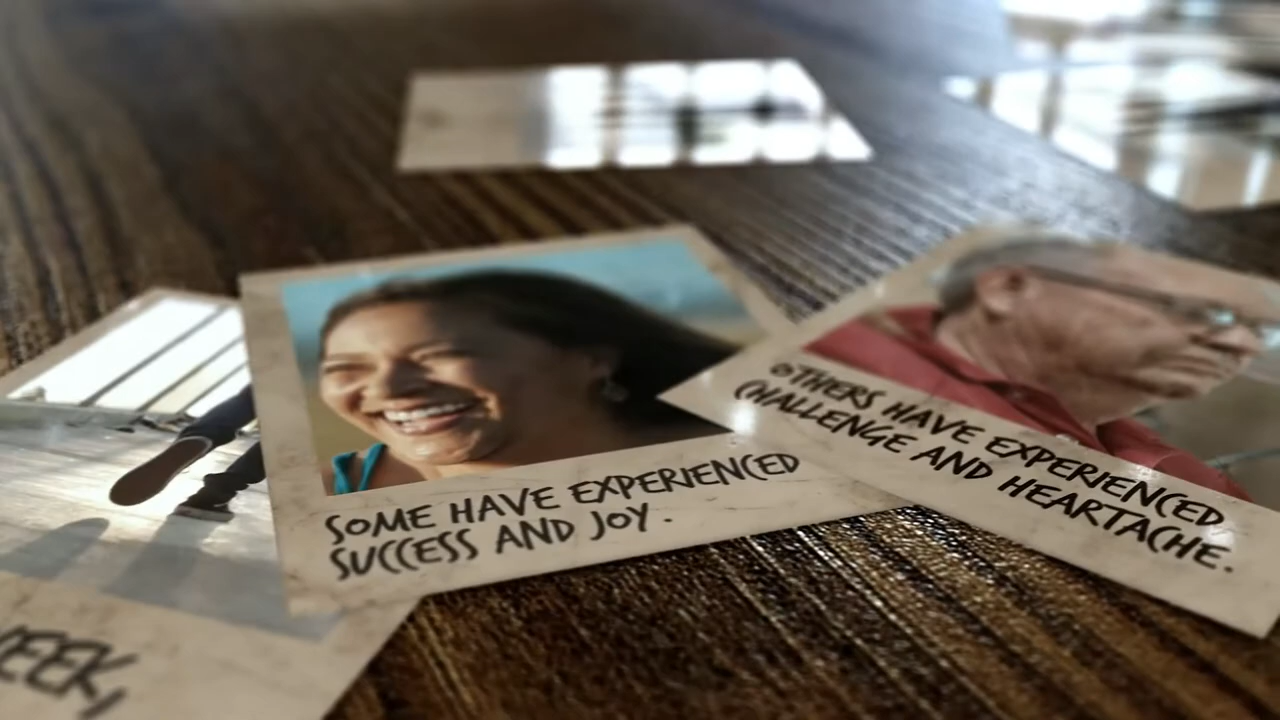 SOME HAVE EXPERIENCED
SUCCESS AND JOY.
OTHERS HAVE EXPERIENCED
CHALLENGE AND HEARTACHE.